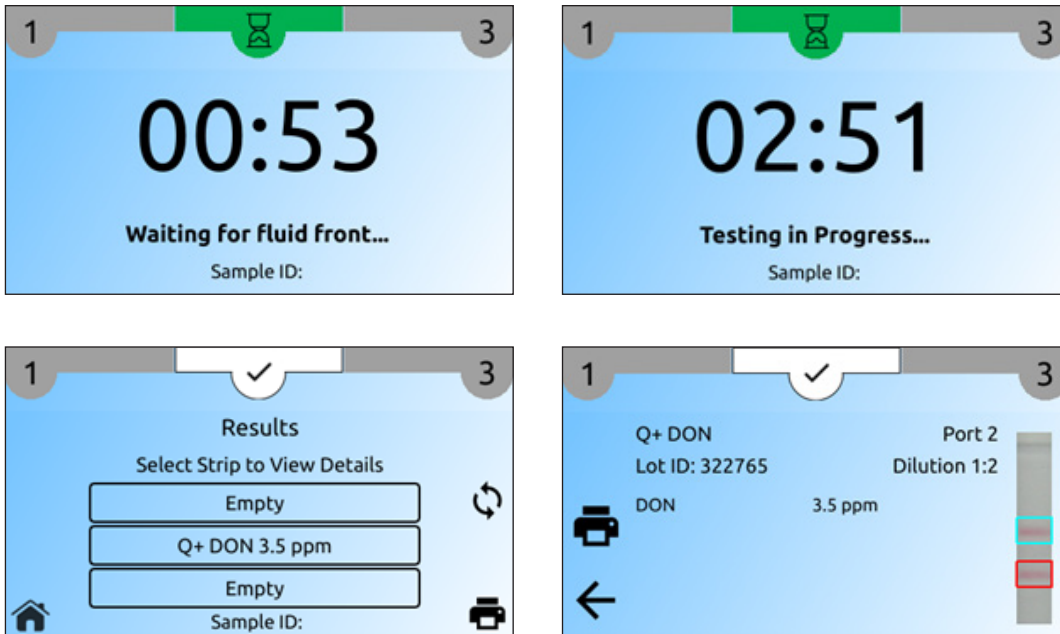 1
3
00:53
Waiting for fluid front...
Sample ID:
1
3
02:51
Testing in Progress...
Sample ID:
1
3
Results
Select Strip to View Details
Empty
Q+ DON 3.5 ppm
Empty
Sample ID:
1
3
Q+ DON Port 2
Lot ID: 322765 Dilution 1:2
DON 3.5 ppm